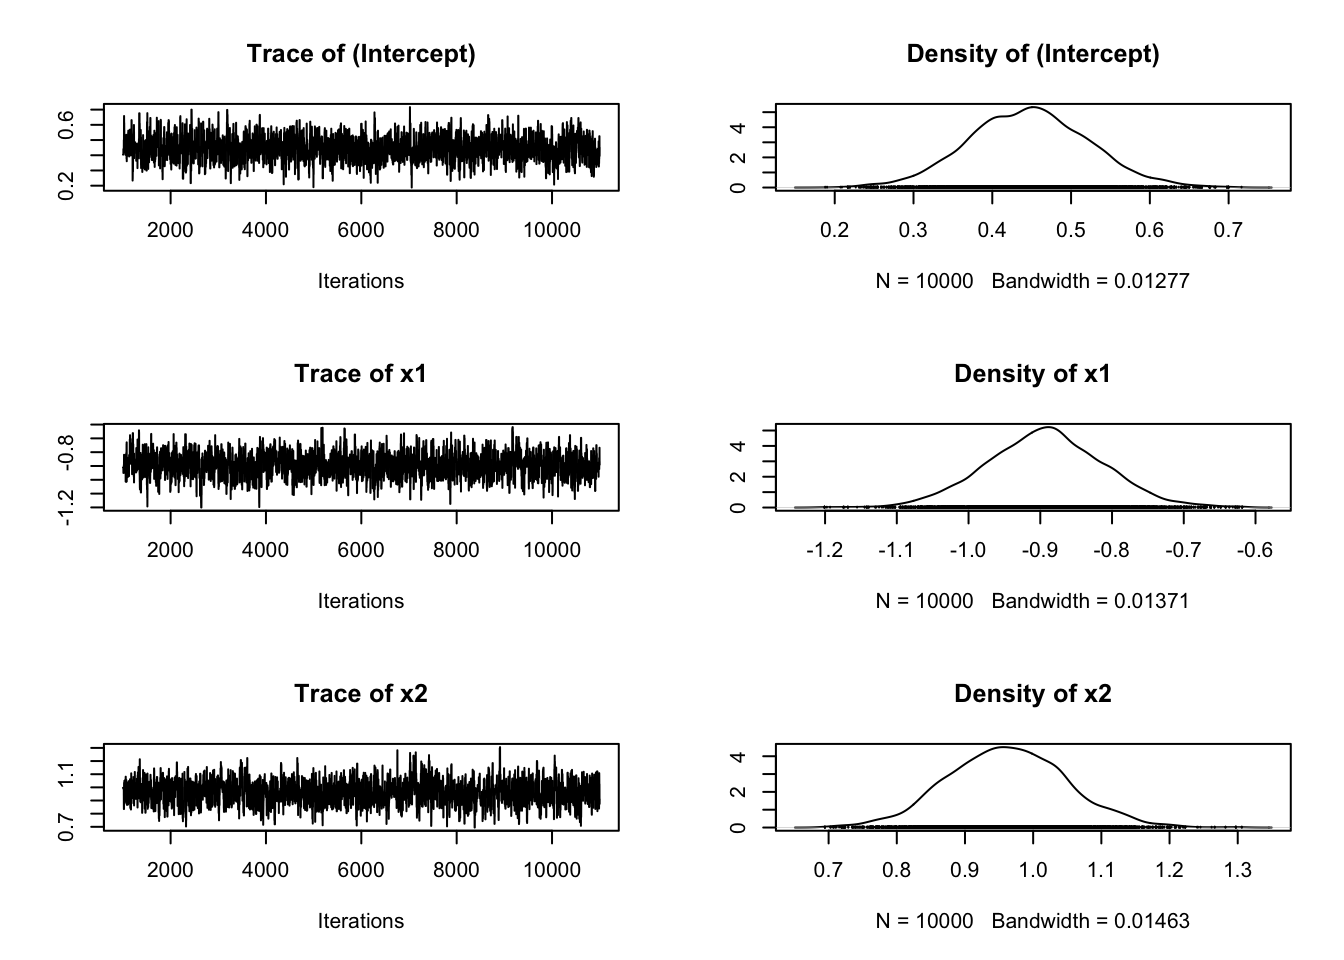 Trace of (Intercept)
0.2 0.6
2000 4000 6000 8000 10000
Iterations
Density of (Intercept)
0 2 4
0.2 0.3 0.4 0.5 0.6 0.7
N = 10000 Bandwidth = 0.01277
Trace of x1
-1.2 -0.8
2000 4000 6000 8000 10000
Iterations
Density of x1
0 2 4
-1.2 -1.1 -1.0 -0.9 -0.8 -0.7 -0.6
N = 10000 Bandwidth = 0.01371
Trace of x2
0.7 1.1
2000 4000 6000 8000 10000
Iterations
Density of x2
0 2 4
0.7 0.8 0.9 1.0 1.1 1.2 1.3
N = 10000 Bandwidth = 0.01463